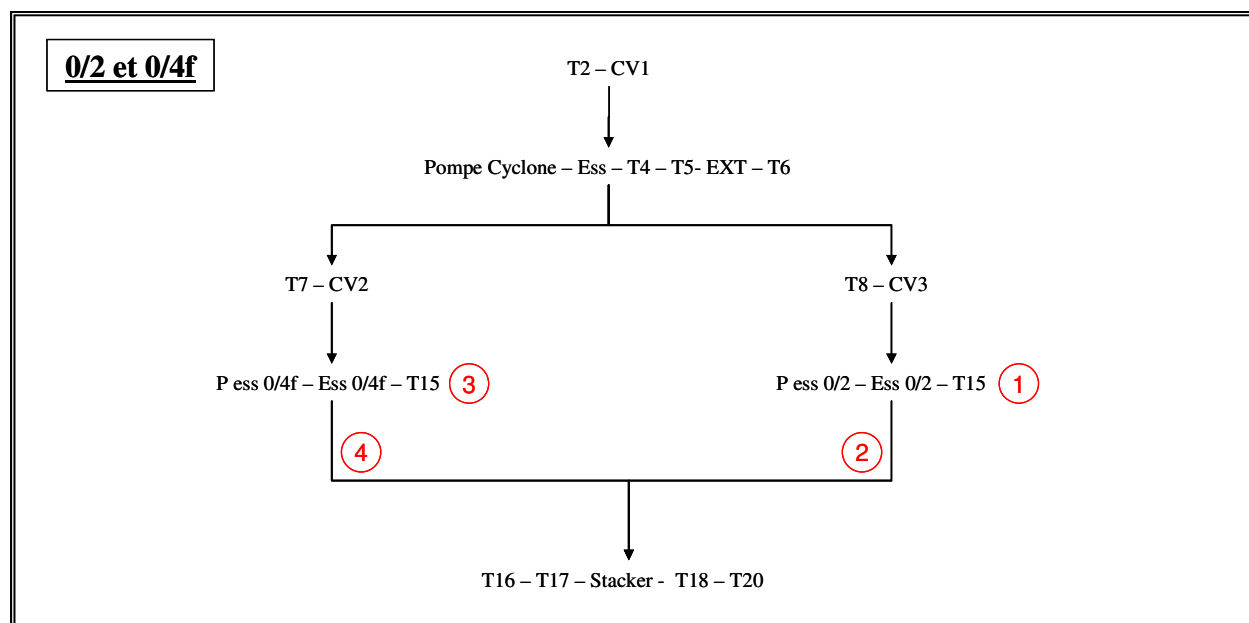 0/2 et 0/4f
T2 – CV1
Pompe Cyclone – Ess – T4 – T5- EXT – T6
T7 – CV2
T8 – CV3
P ess 0/4f – Ess 0/4f – T15 3
P ess 0/2 – Ess 0/2 – T15 1
4
2
T16 – T17 – Stacker - T18 – T20